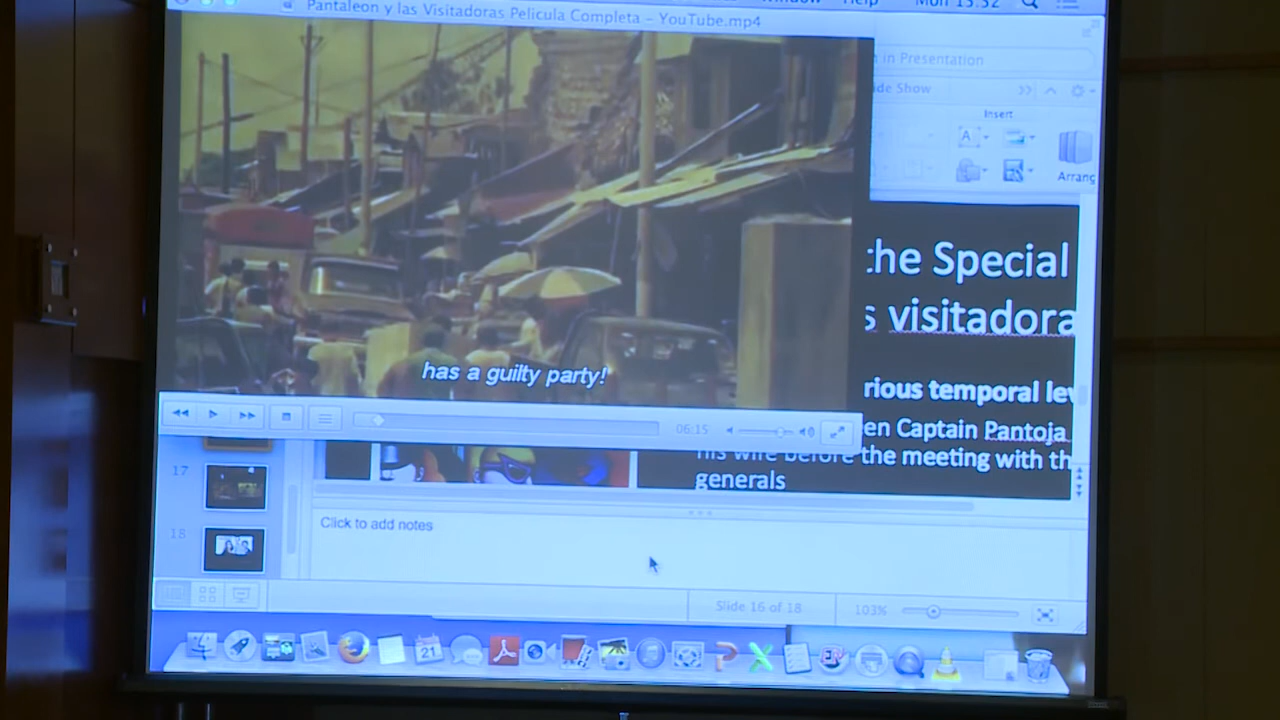 Help
Mon 15:52
Pantaleon y las Visitadoras Pelicula Completa – YouTube.mp4
in Presentation
Show
Insert
Arrang
has a guilty party!
the Special
s visitadora
rious temporal lev
en Captain Pantoja
his wife before the meeting with th
generals
06:15
17
18
Click to add notes
Slide 16 of 18
103%
21